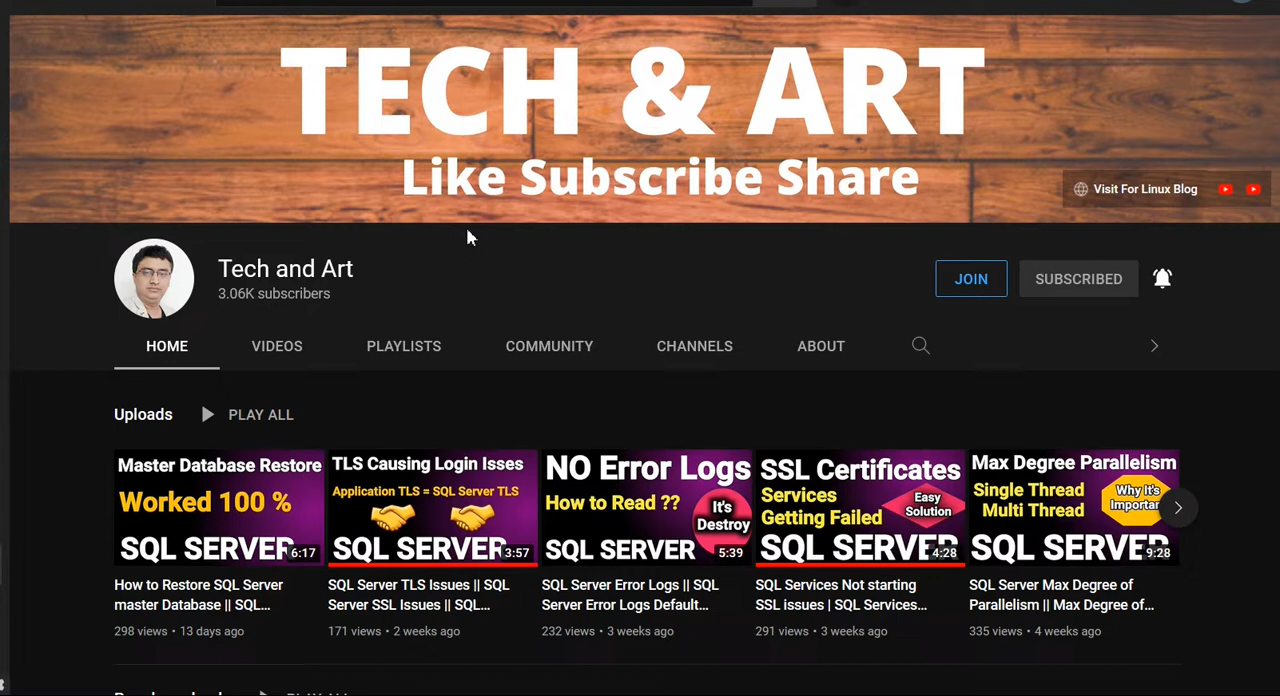 TECH & ART
Like Subscribe Share
Visit For Linux Blog
Tech and Art
3.06K subscribers
JOIN
SUBSCRIBED
HOME
VIDEOS
PLAYLISTS
COMMUNITY
CHANNELS
ABOUT
Uploads
PLAY ALL
Master Database Restore
Worked 100 %
SQL SERVER
6:17
How to Restore SQL Server
master Database || SQL...
298 views • 13 days ago
TLS Causing Login Isses
Application TLS = SQL Server TLS
SQL SERVER
3:57
SQL Server TLS Issues || SQL
Server SSL Issues || SQL...
171 views • 2 weeks ago
NO Error Logs
How to Read ??
It's
Destroy
SQL SERVER
5:39
SQL Server Error Logs || SQL
Server Error Logs Default...
232 views • 3 weeks ago
SSL Certificates
Services
Getting Failed
Easy
Solution
SQL SERVER
4:28
SQL Services Not starting
SSL issues | SQL Services...
291 views • 3 weeks ago
Max Degree Parallelism
Single Thread
Multi Thread
Why It's
Importan
SQL SERVER
9:28
SQL Server Max Degree of
Parallelism || Max Degree of...
335 views • 4 weeks ago